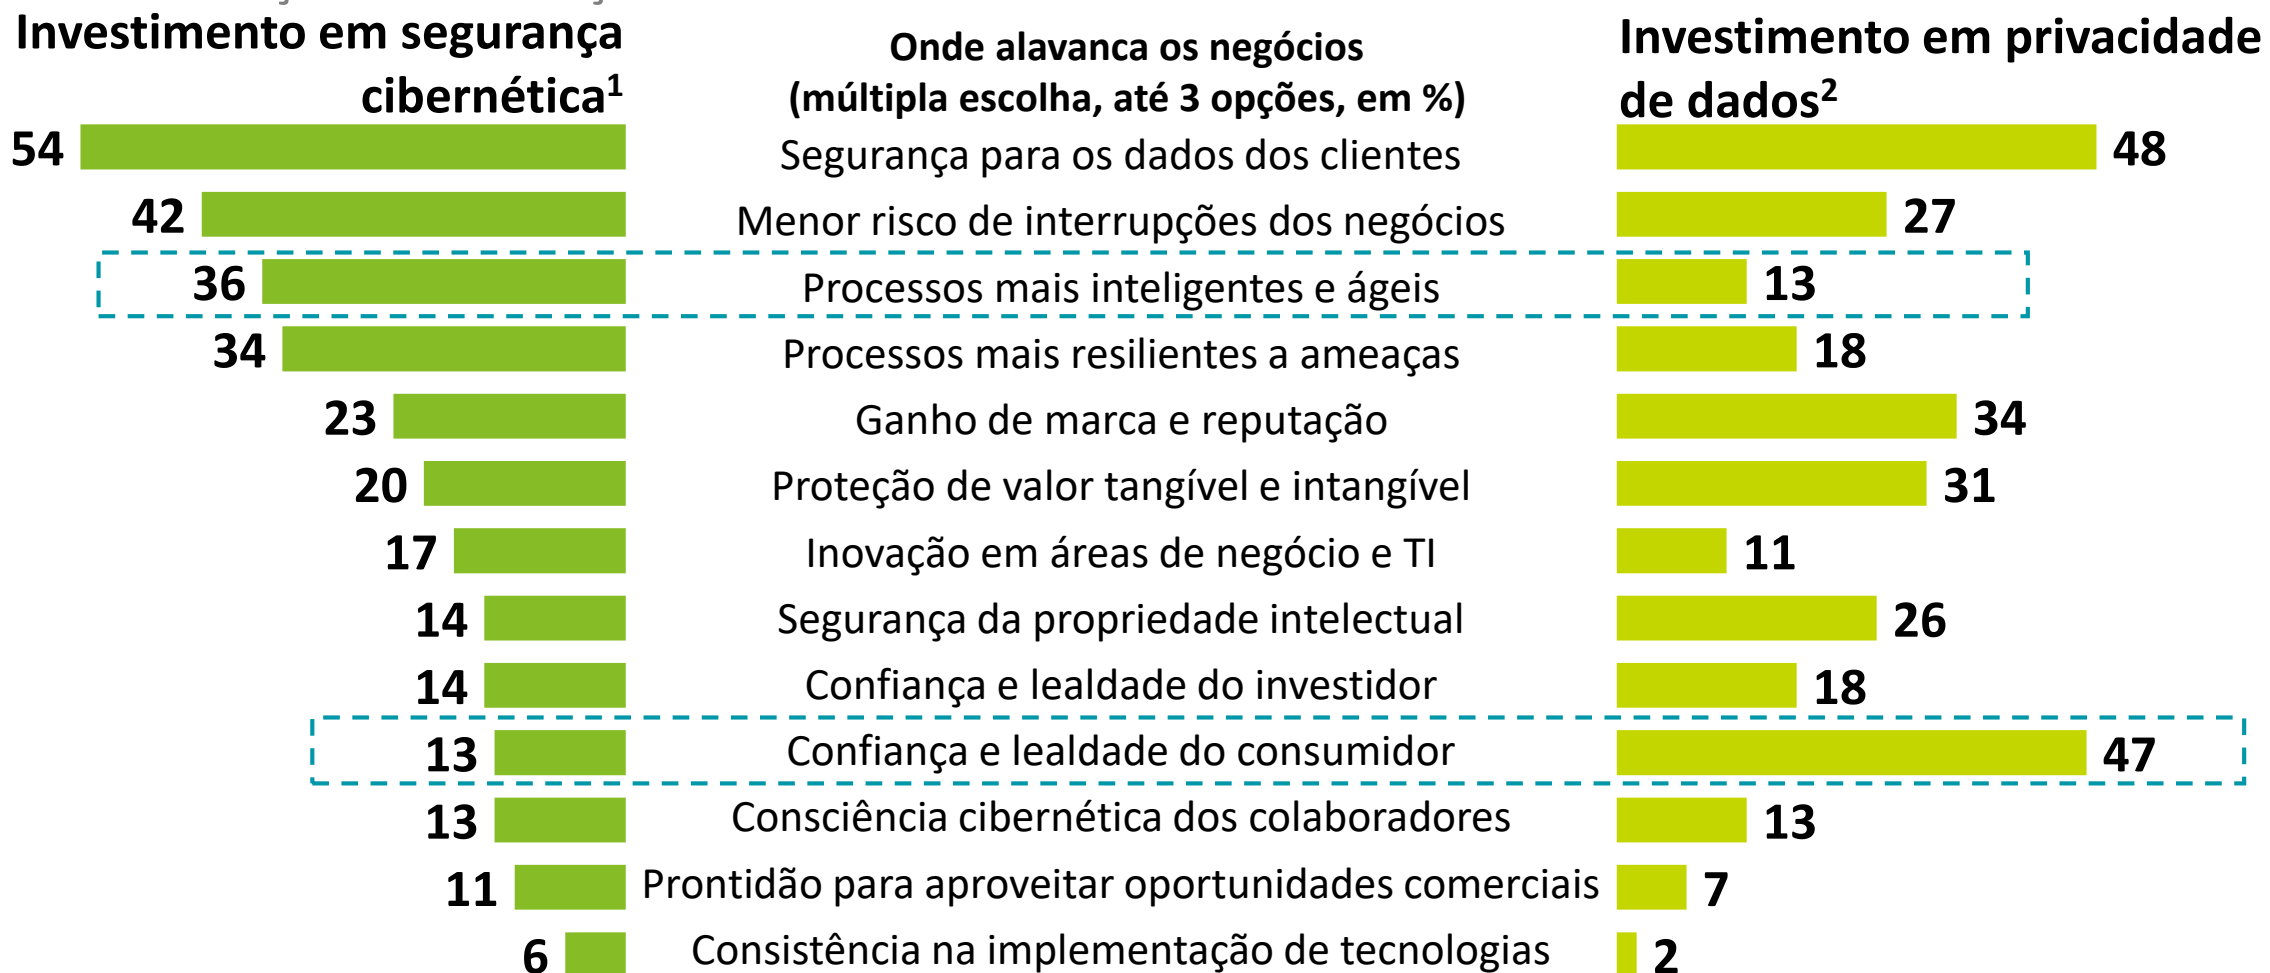 Investimento em segurança
cibernética¹
Onde alavanca os negócios
(múltipla escolha, até 3 opções, em %)
Investimento em privacidade
de dados²
54 Segurança para os dados dos clientes 48
42 Menor risco de interrupções dos negócios 27
36 Processos mais inteligentes e ágeis 13
34 Processos mais resilientes a ameaças 18
23 Ganho de marca e reputação 34
20 Proteção de valor tangível e intangível 31
17 Inovação em áreas de negócio e TI 11
14 Segurança da propriedade intelectual 26
14 Confiança e lealdade do investidor 18
13 Confiança e lealdade do consumidor 47
13 Consciência cibernética dos colaboradores 13
11 Prontidão para aproveitar oportunidades comerciais 7
6 Consistência na implementação de tecnologias 2